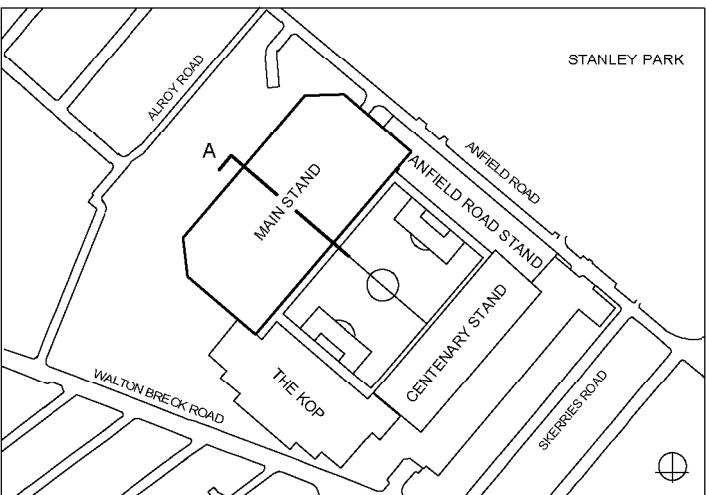 STANLEY PARK
ALROY ROAD
A
MAIN STAND
ANFIELD ROAD
ANFIELD ROAD STAND
CENTENARY STAND
THE KOP
WALTON BRECK ROAD
SKERRIES ROAD